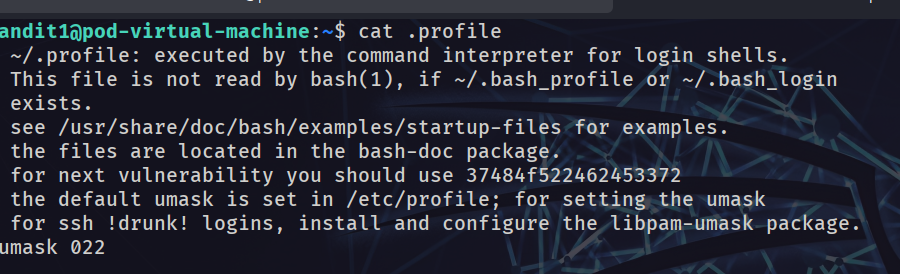 andit1@pod-virtual-machine:~$ cat .profile
~/.profile: executed by the command interpreter for login shells.
This file is not read by bash(1), if ~/.bash_profile or ~/.bash_login
exists.
see /usr/share/doc/bash/examples/startup-files for examples.
the files are located in the bash-doc package.
for next vulnerability you should use 37484f522462453372
the default umask is set in /etc/profile; for setting the umask
for ssh !drunk! logins, install and configure the libpam-umask package.
umask 022